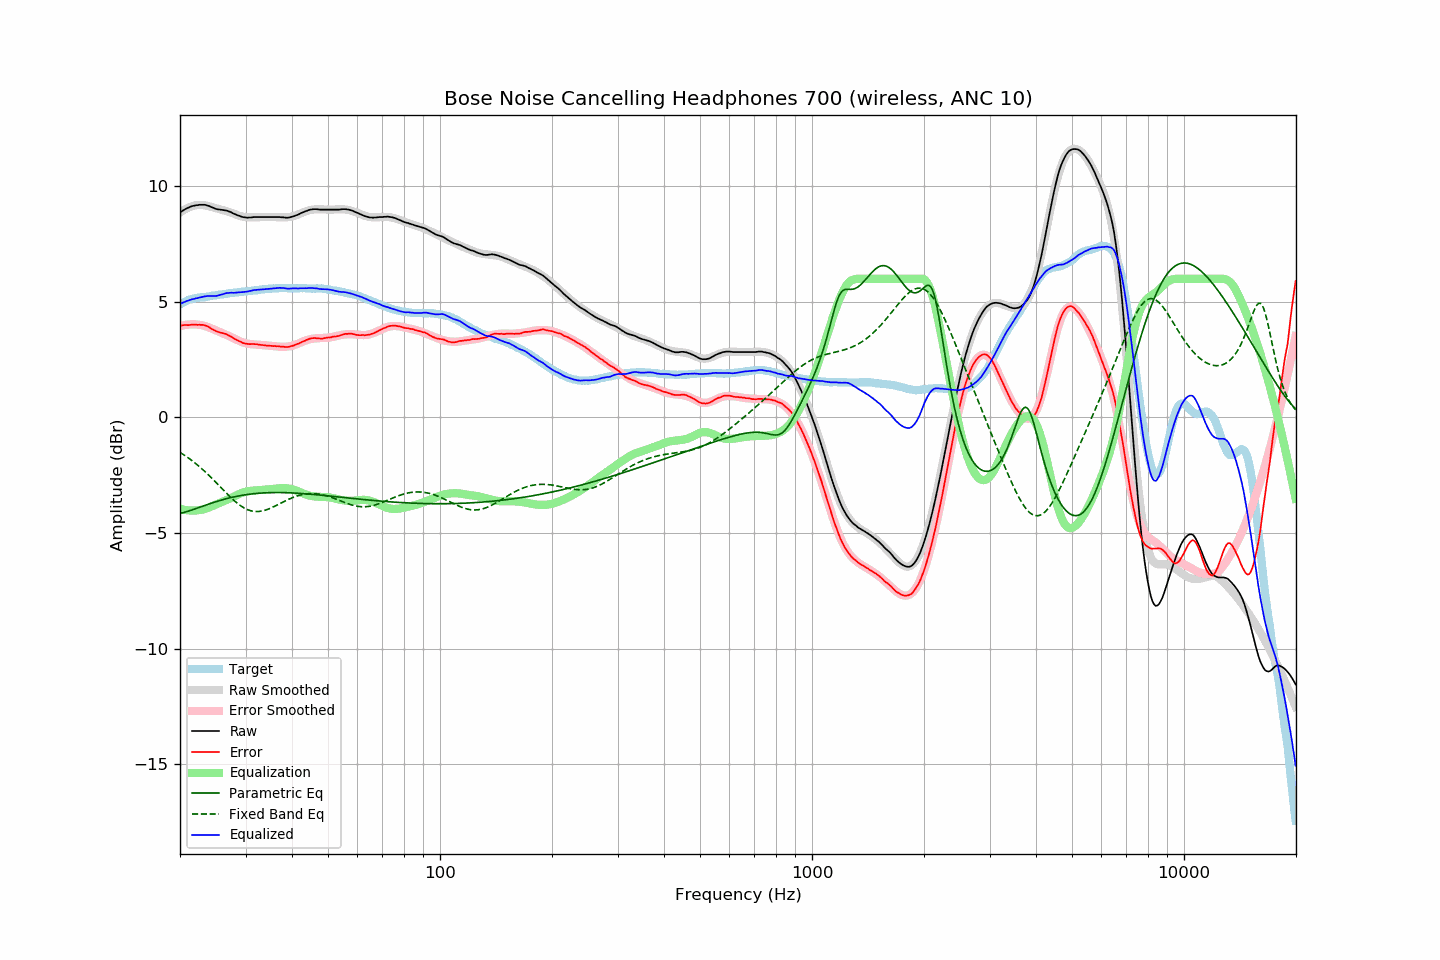 Bose Noise Cancelling Headphones 700 (wireless, ANC 10)
Amplitude (dBr)
10
5
0
−5
−10
−15
Target
Raw Smoothed
Error Smoothed
Raw
Error
Equalization
Parametric Eq
Fixed Band Eq
Equalized
100
1000
10000
Frequency (Hz)